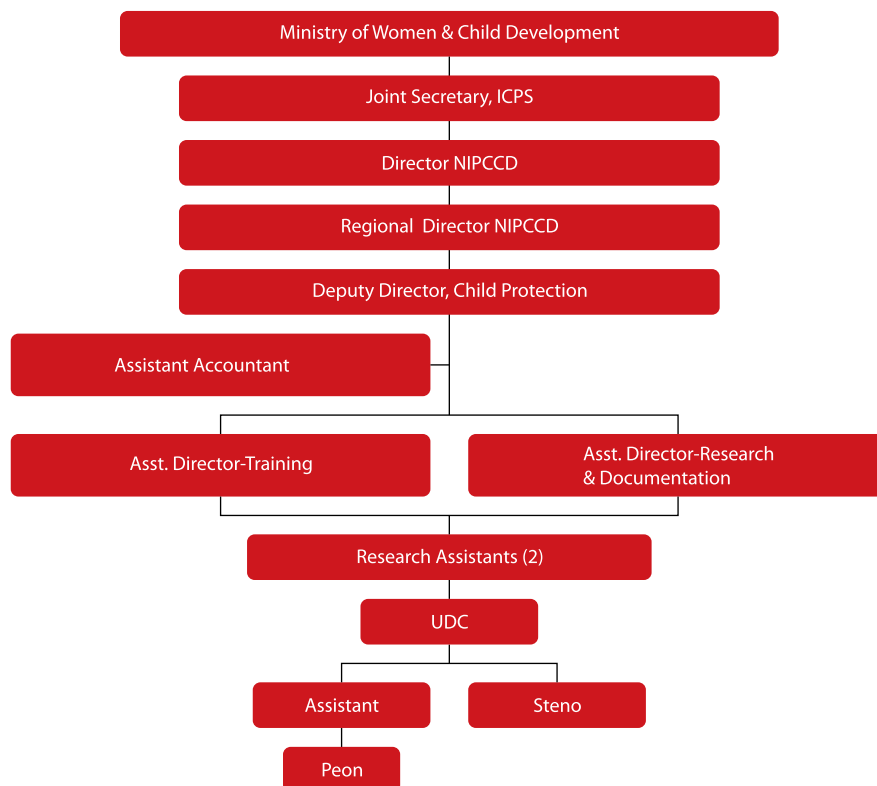 Ministry of Women & Child Development
Joint Secretary, ICPS
Director NIPCCD
Regional  Director NIPCCD
Deputy Director, Child Protection
Assistant Accountant
Asst. Director-Training
Asst. Director-Research
& Documentation
Research Assistants (2)
UDC
Assistant
Steno
Peon